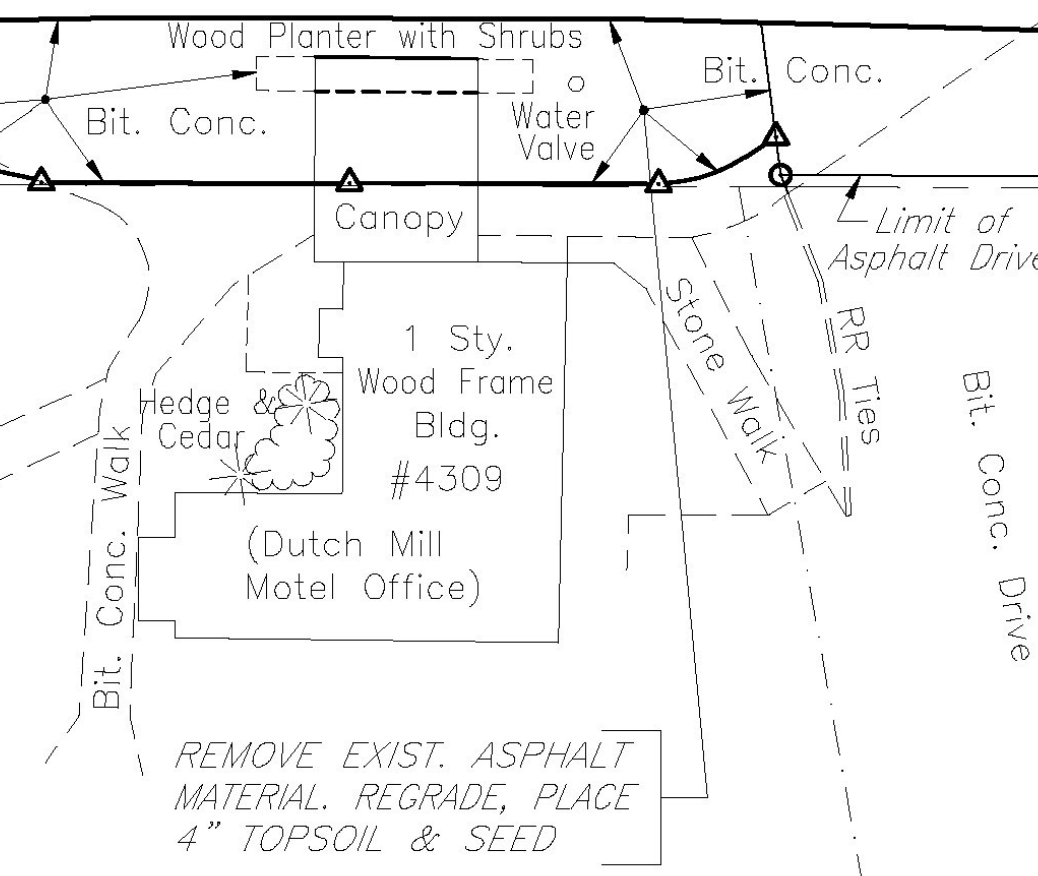 Wood Planter with Shrubs
Bit. Conc.
Bit. Conc.
Water
Valve
Canopy
Limit of
Asphalt Drive
1 Sty.
Wood Frame
Bldg.
#4309
Hedge &
Cedar
Stone Walk
RR Ties
Bit. Conc. Drive
Bit. Conc. Walk
(Dutch Mill
Motel Office)
REMOVE EXIST. ASPHALT
MATERIAL. REGRADE, PLACE
4" TOPSOIL & SEED